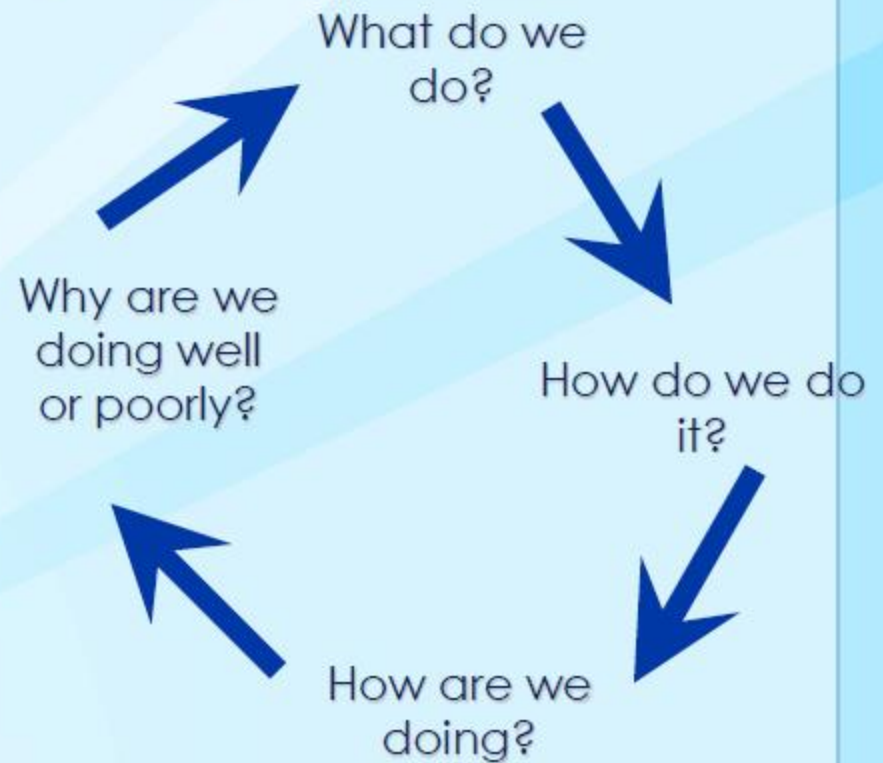 What do we
do?
How do we do
it?
How are we
doing?
Why are we
doing well
or poorly?